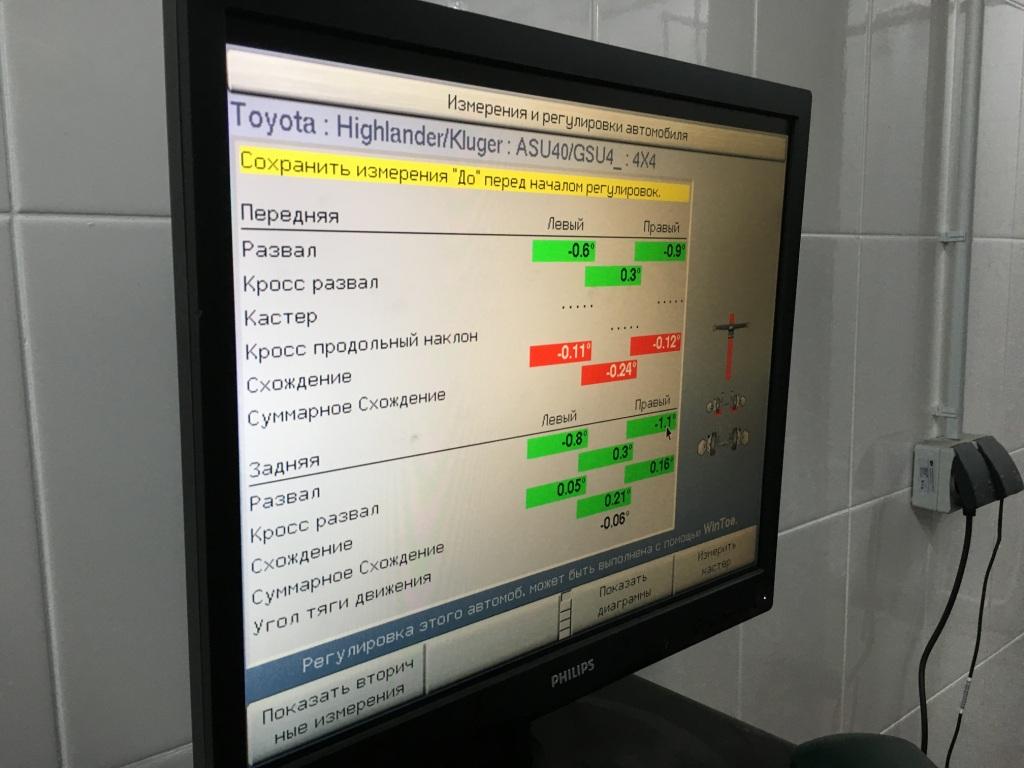 Измерения и регулировки автомобиля
Toyota : Highlander/Kluger : ASU40/GSU4_ : 4X4
Сохранить измерения "До" перед началом регулировок.
Передняя Левый Правый
Развал -0.6° -0.9°
Кросс развал 0.3°
Кастер ..... .....
Кросс продольный наклон .....
Схождение -0.11° -0.12°
Суммарное Схождение -0.24°
Задняя Левый Правый
Развал -0.8° -1.1°
Кросс развал 0.3°
Схождение 0.05° 0.16°
Суммарное Схождение 0.21°
Угол тяги движения -0.06°
Регулировка этого автомоб. может быть выполнена с помощью WinToe.
Показать вторич
ные измерения
Показать
диаграммы
Измерить
кастер
PHILIPS